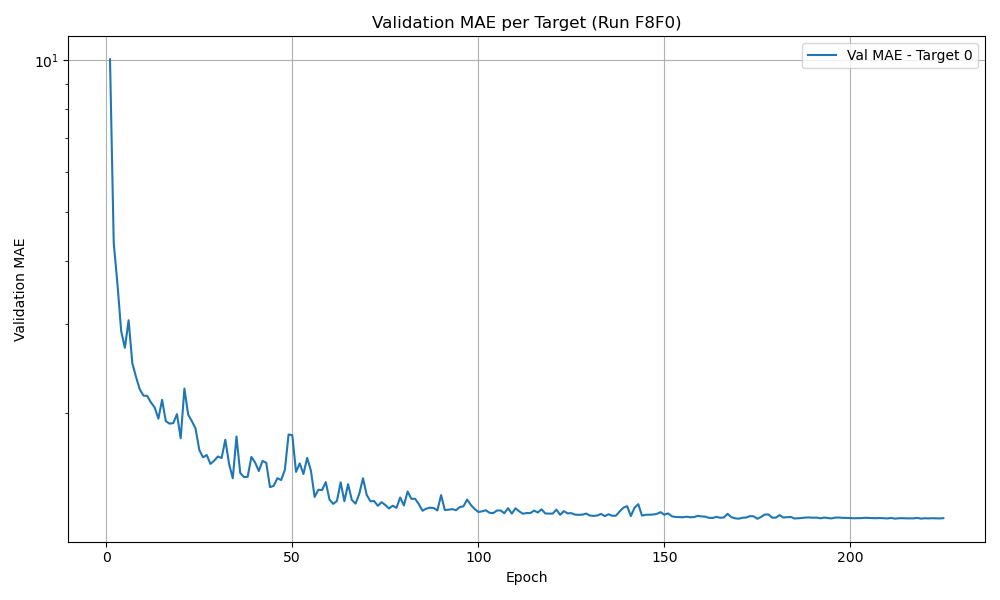 Validation MAE per Target (Run F8F0)
Val MAE - Target 0
10¹
Validation MAE
0 50 100 150 200
Epoch